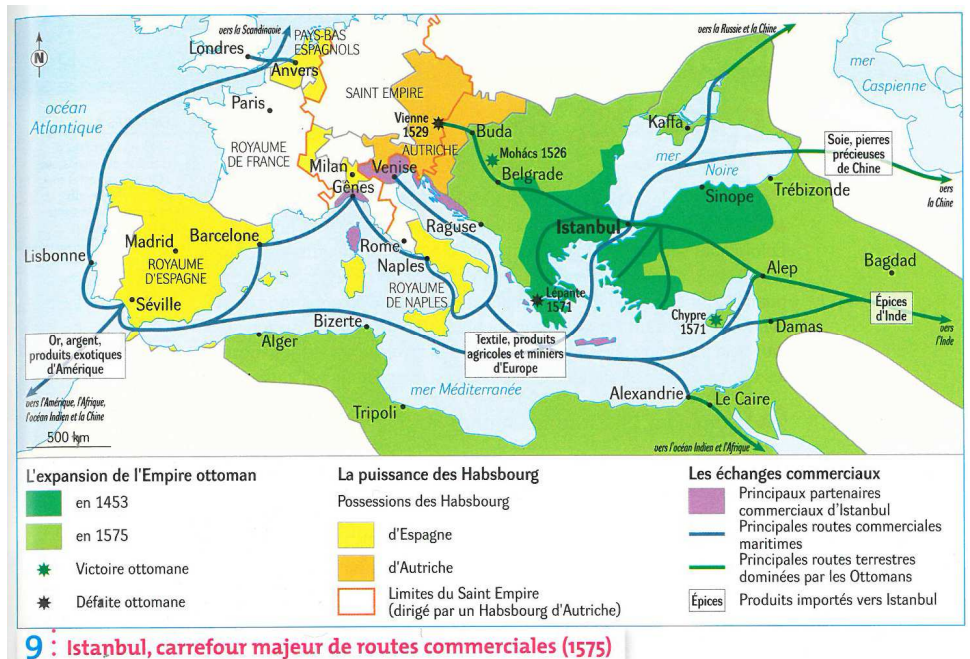 vers la Scandinavie
PAYS-BAS
ESPAGNOLS
vers la Russie et la Chine
N
Londres
Anvers
mer
Caspienne
océan
Atlantique
Paris
SAINT EMPIRE
Vienne
1529
Buda
Kaffa
ROYAUME
DE FRANCE
AUTRICHE
Mohács 1526
mer
Noire
Soie, pierres
précieuses
de Chine
Milan
Venise
Belgrade
Gênes
Sinope
Trébizonde
vers
la Chine
Madrid
Barcelone
Rome
Raguse
Istanbul
Lisbonne
ROYAUME
D'ESPAGNE
Naples
ROYAUME
DE NAPLES
Alep
Bagdad
Séville
Lépante
1571
Chypre
1571
Épices
d'Inde
Bizerte
Alger
Damas
vers
l'Inde
Or, argent,
produits exotiques
d'Amérique
Textile, produits
agricoles et miniers
d'Europe
mer Méditerranée
Alexandrie
Le Caire
vers l'Amérique, l'Afrique,
l'océan Indien et la Chine
Tripoli
vers l'océan Indien et l'Afrique
500 km
L'expansion de l'Empire ottoman
en 1453
en 1575
Victoire ottomane
Défaite ottomane
La puissance des Habsbourg
Possessions des Habsbourg
d'Espagne
d'Autriche
Limites du Saint Empire
(dirigé par un Habsbourg d'Autriche)
Les échanges commerciaux
Principaux partenaires
commerciaux d'Istanbul
Principales routes commerciales
maritimes
Principales routes terrestres
dominées par les Ottomans
Épices
Produits importés vers Istanbul
9 : Istanbul, carrefour majeur de routes commerciales (1575)